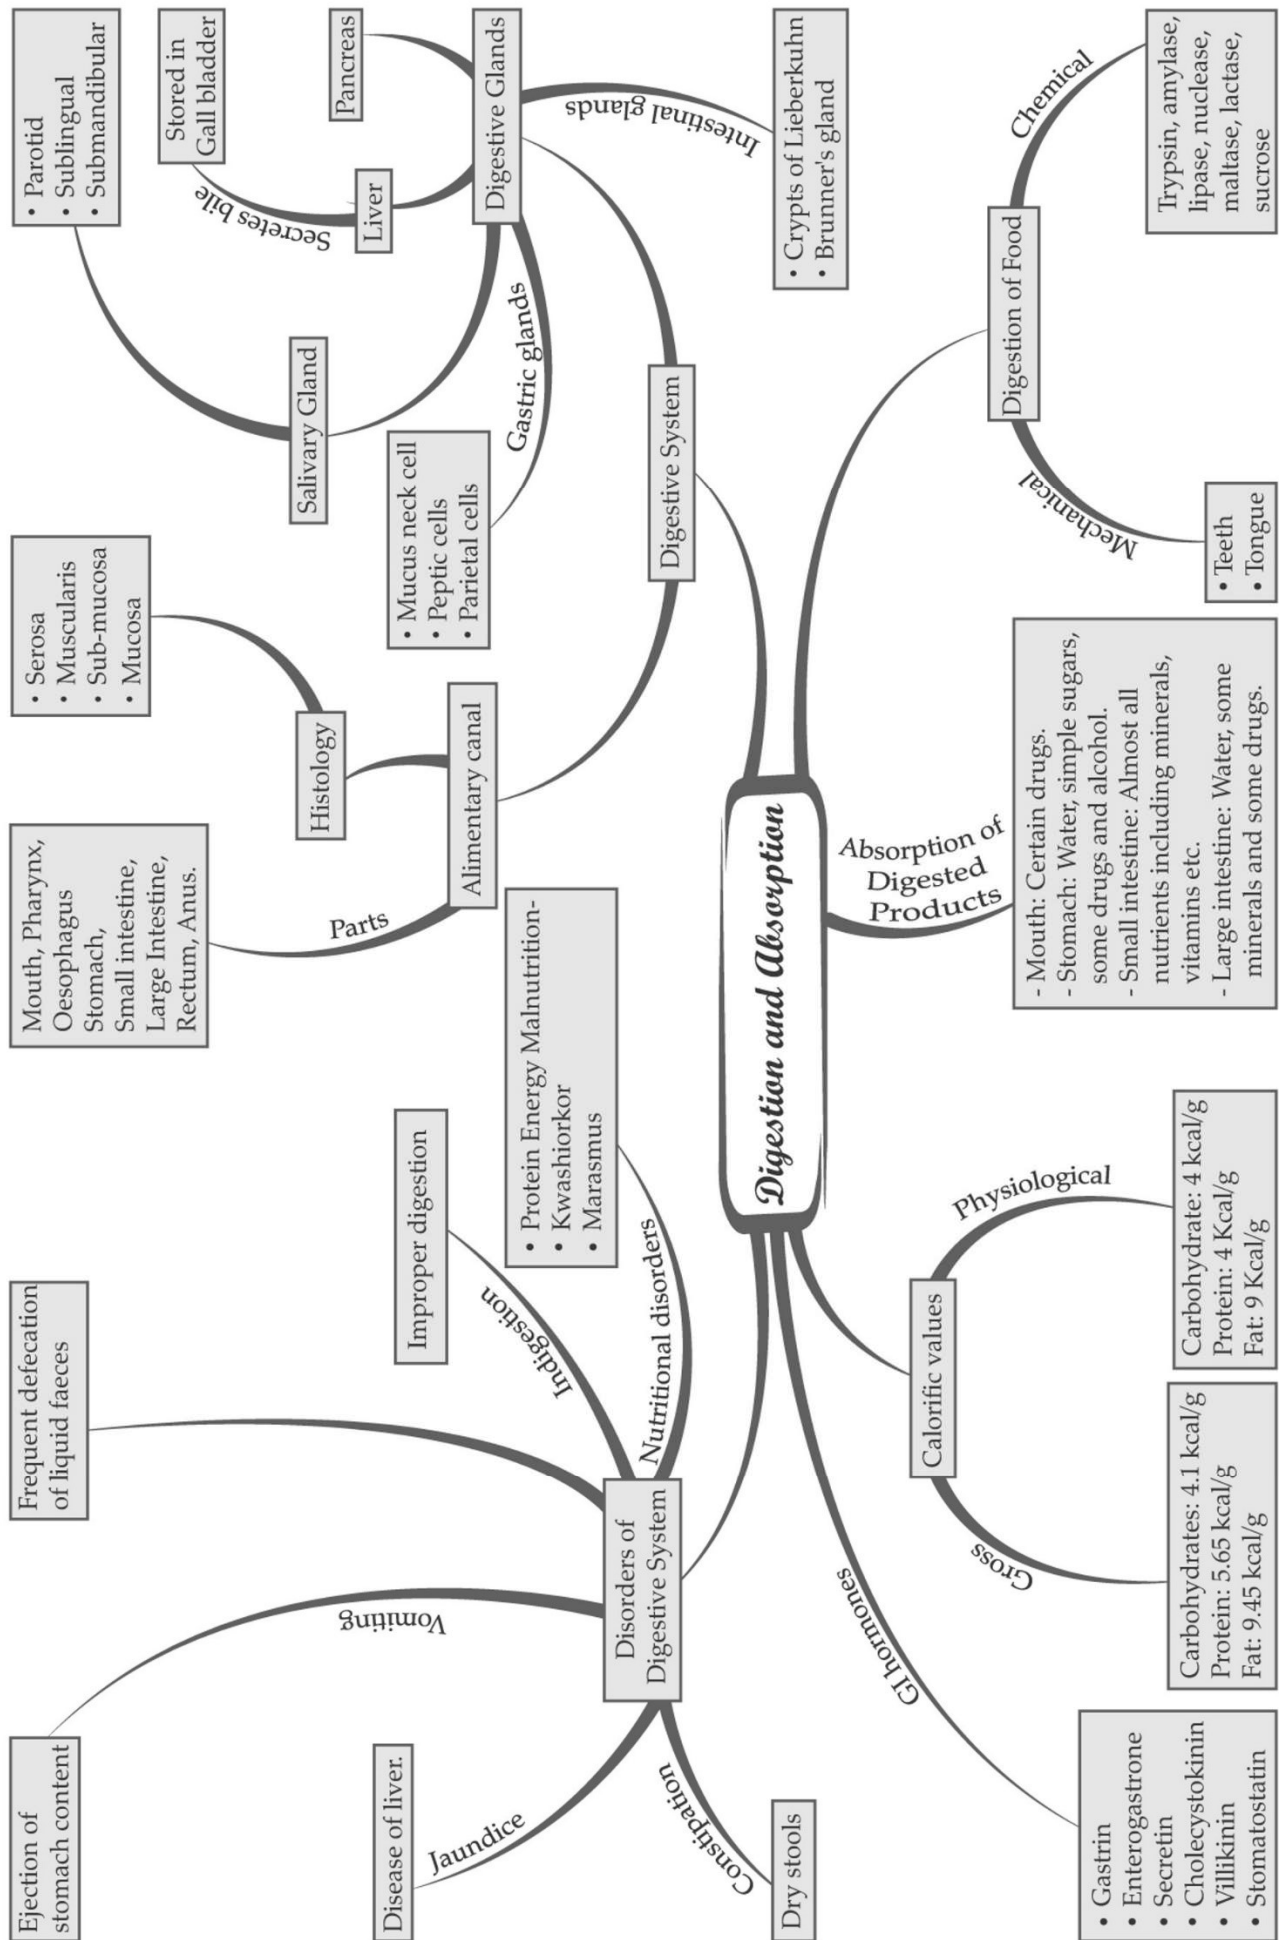 Digestion and Absorption
Digestive System
Digestive Glands
Salivary Gland
• Parotid
• Sublingual
• Submandibular
Liver
Secretes bile
Stored in
Gall bladder
Pancreas
Intestinal glands
• Crypts of Lieberkuhn
• Brunner's gland
Gastric glands
• Mucus neck cell
• Peptic cells
• Parietal cells
Alimentary canal
Histology
• Serosa
• Muscularis
• Sub-mucosa
• Mucosa
Parts
Mouth, Pharynx,
Oesophagus
Stomach,
Small intestine,
Large Intestine,
Rectum, Anus.
Digestion of Food
Chemical
Trypsin, amylase,
lipase, nuclease,
maltase, lactase,
sucrose
Mechanical
• Teeth
• Tongue
Absorption of
Digested
Products
- Mouth: Certain drugs.
- Stomach: Water, simple sugars,
some drugs and alcohol.
- Small intestine: Almost all
nutrients including minerals,
vitamins etc.
- Large intestine: Water, some
minerals and some drugs.
Calorific values
Physiological
Carbohydrate: 4 kcal/g
Protein: 4 Kcal/g
Fat: 9 Kcal/g
Gross
Carbohydrates: 4.1 kcal/g
Protein: 5.65 kcal/g
Fat: 9.45 kcal/g
GI hormones
• Gastrin
• Enterogastrone
• Secretin
• Cholecystokinin
• Villikinin
• Stomatostatin
Disorders of
Digestive System
Nutritional disorders
• Protein Energy Malnutrition-
• Kwashiorkor
• Marasmus
Indigestion
Improper digestion
Frequent defecation
of liquid faeces
Vomiting
Ejection of
stomach content
Jaundice
Disease of liver.
Constipation
Dry stools